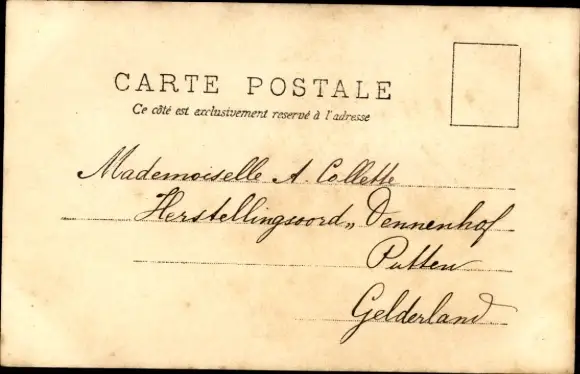 CARTE POSTALE
Ce côté est exclusivement reservé à l'adresse
Mademoiselle A. Collette
Herstellingsoord „Dennenhof
Putten
Gelderland